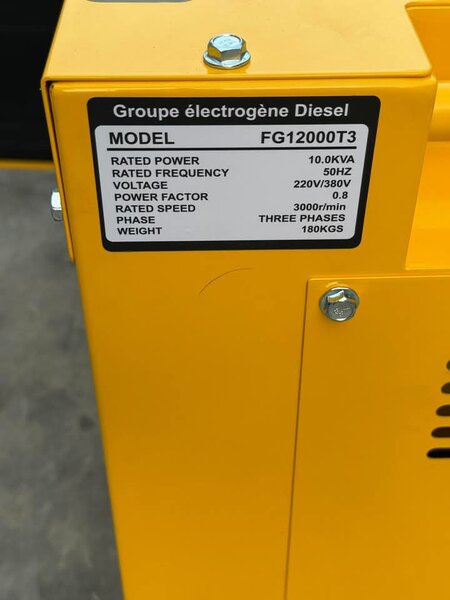 Groupe électrogène Diesel
MODEL FG12000T3
RATED POWER 10.0KVA
RATED FREQUENCY 50HZ
VOLTAGE 220V/380V
POWER FACTOR 0.8
RATED SPEED 3000r/min
PHASE THREE PHASES
WEIGHT 180KGS